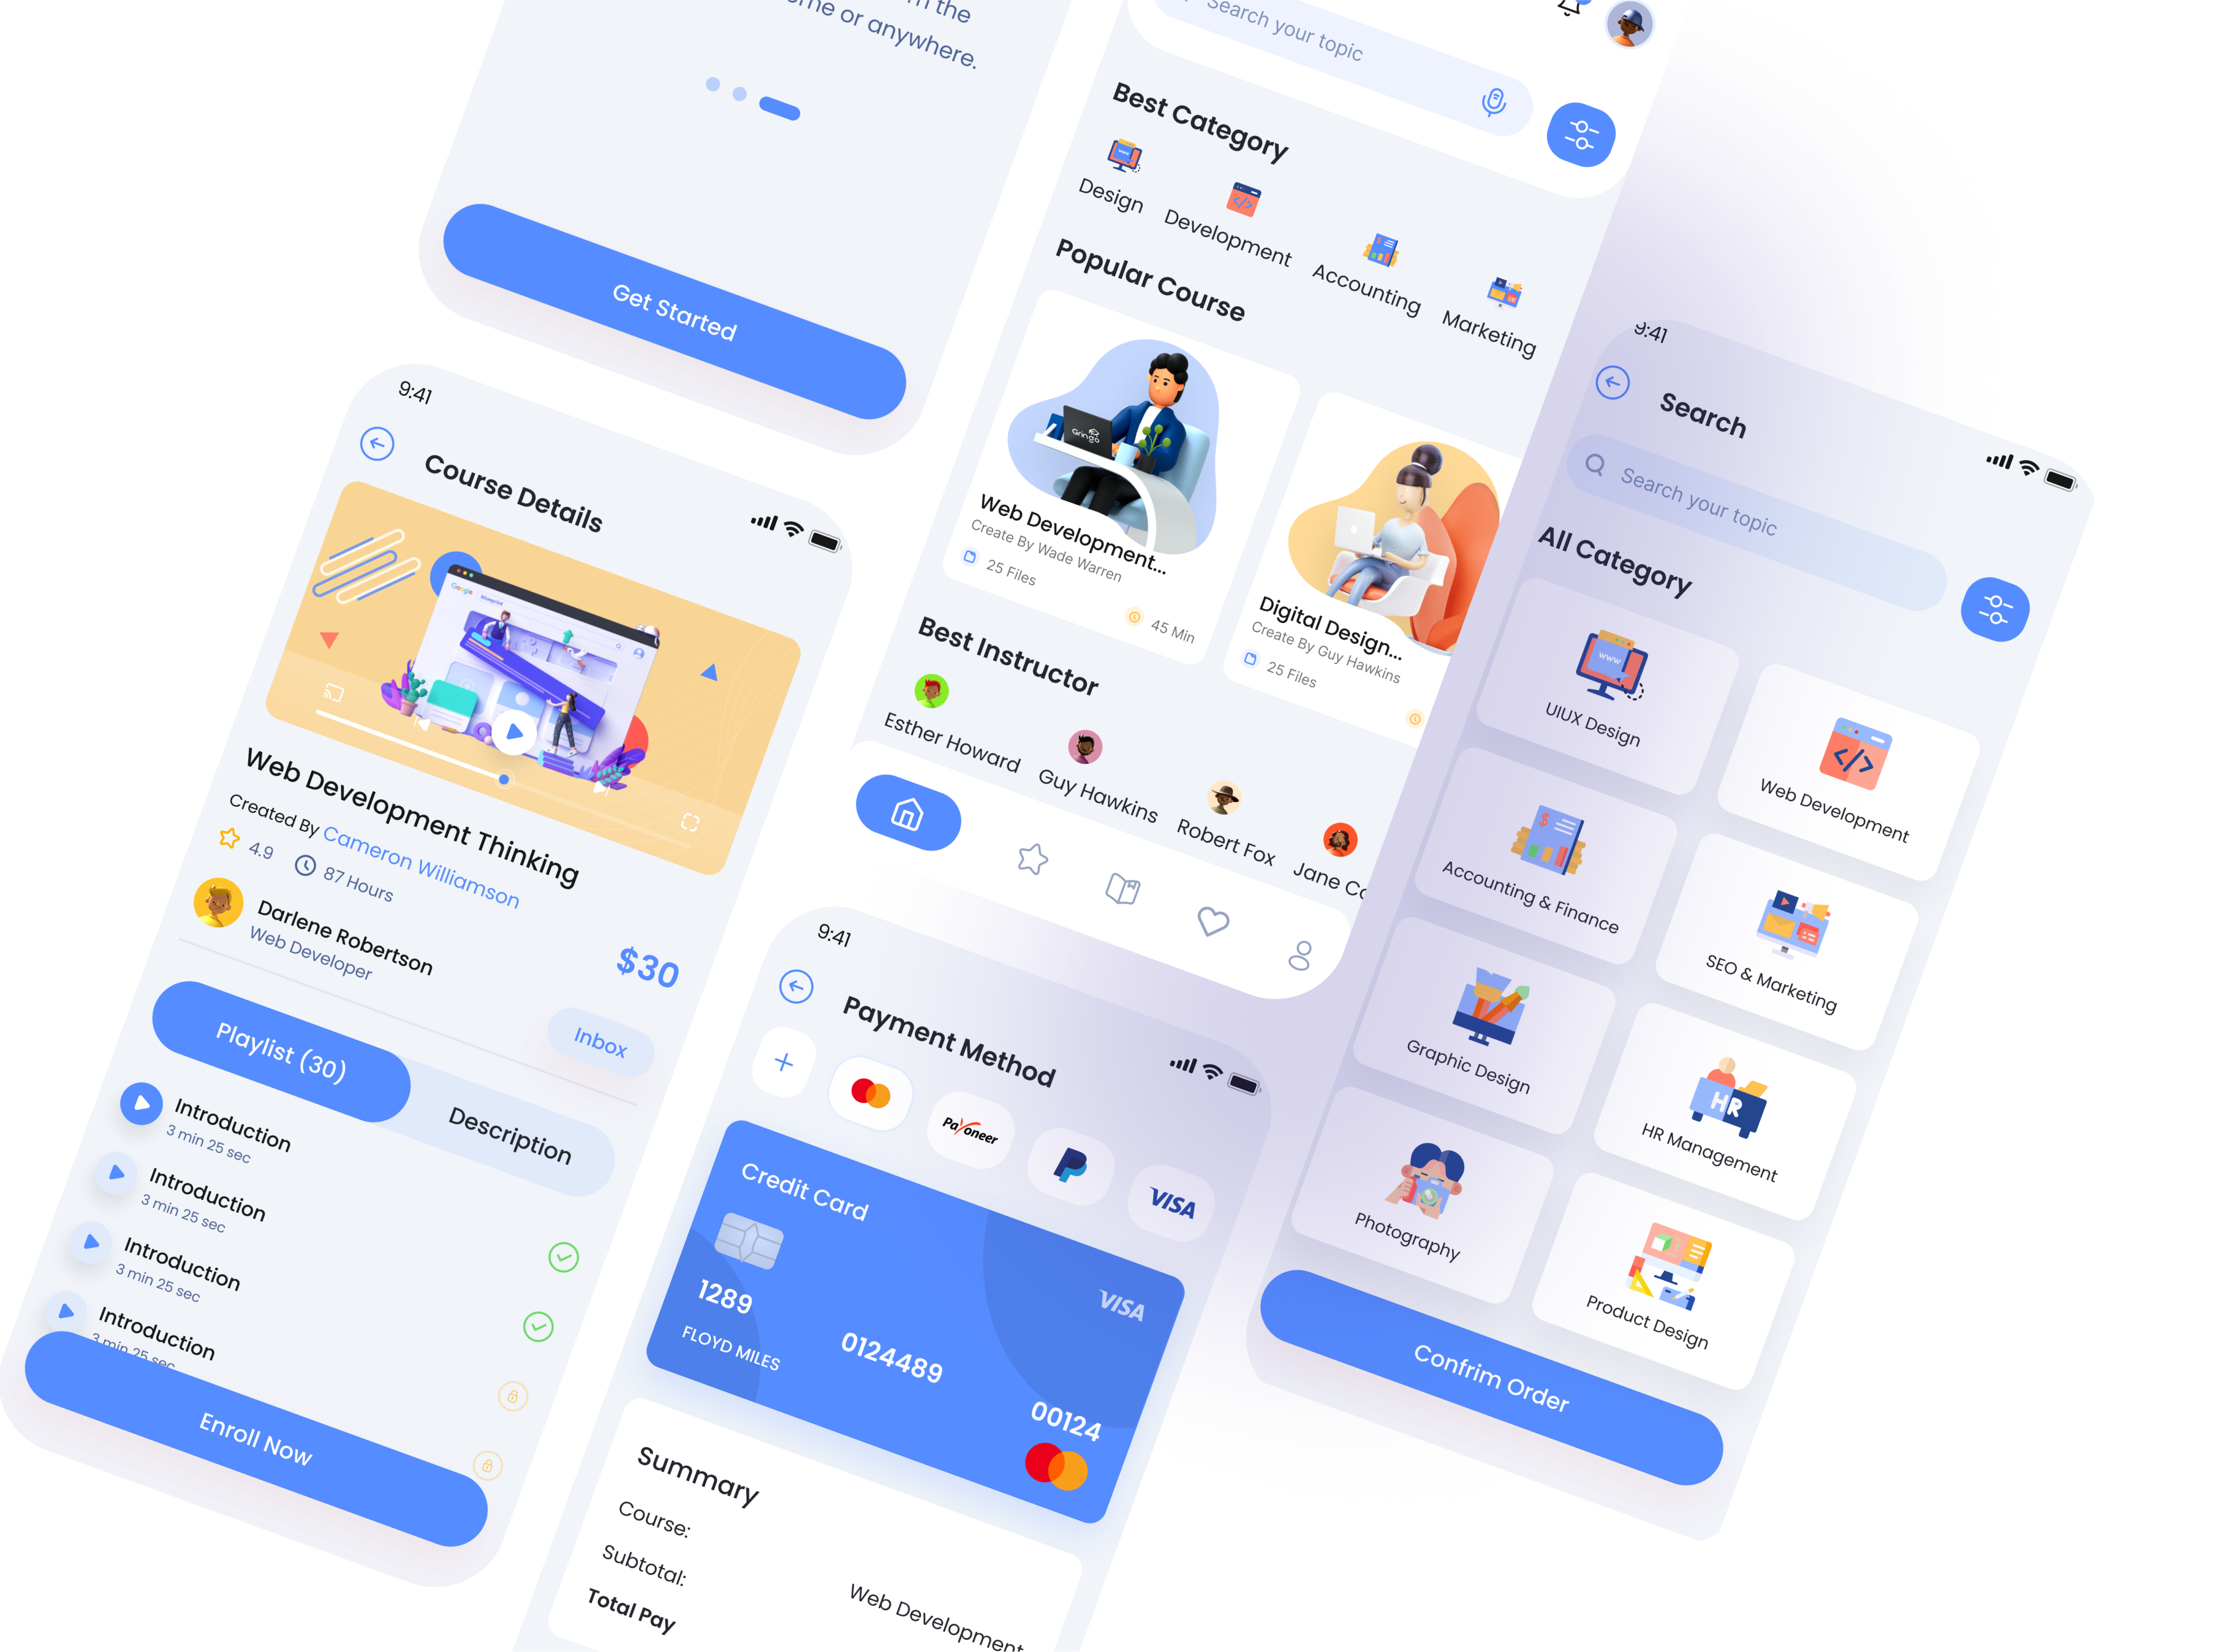 the
or anywhere.
Get Started
9:41
Course Details
Google
blueprint
Web Development Thinking
Created By Cameron Williamson
4.9
87 Hours
Darlene Robertson
Web Developer
$30
Inbox
Playlist (30)
Description
Introduction
3 min 25 sec
Introduction
3 min 25 sec
Introduction
3 min 25 sec
Introduction
3 min 25 sec
Enroll Now
Search your topic
Best Category
Design
Development
Accounting
Marketing
Popular Course
Gringo
Web Development...
Create By Wade Warren
25 Files
45 Min
Digital Design...
Create By Guy Hawkins
25 Files
Best Instructor
Esther Howard
Guy Hawkins
Robert Fox
Jane
9:41
Payment Method
Payoneer
VISA
Credit Card
VISA
1289
0124489
00124
FLOYD MILES
Summary
Course:
Web Development
Subtotal:
Total Pay
9:41
Search
Search your topic
All Category
www
UIUX Design
Web Development
Accounting & Finance
SEO & Marketing
Graphic Design
HR
HR Management
Photography
Product Design
Confrim Order